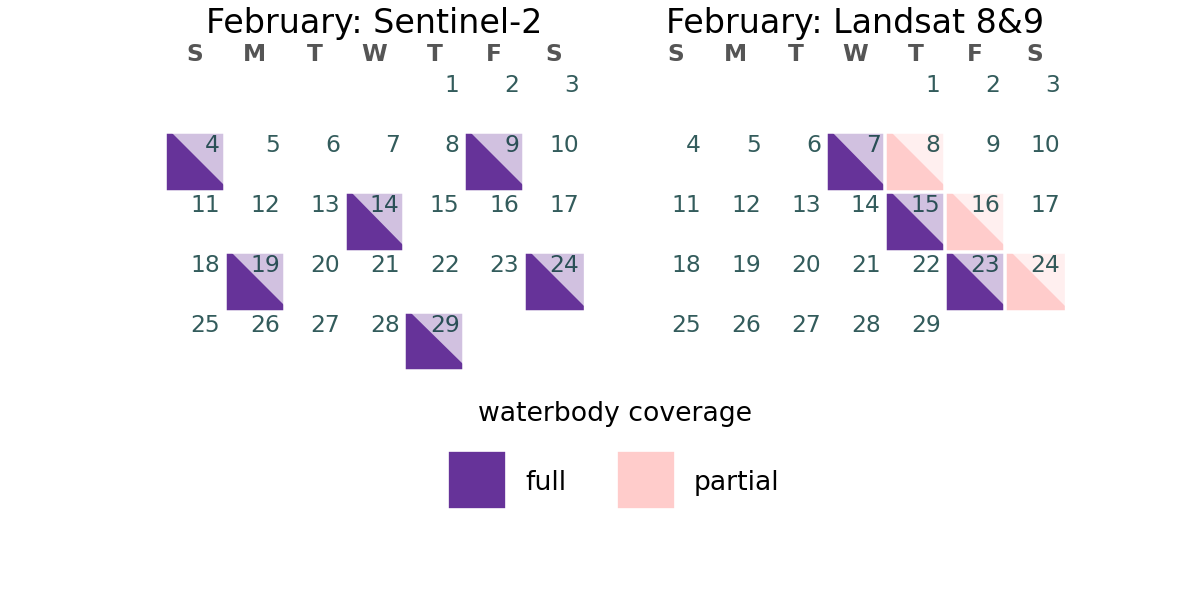 February: Sentinel-2
S M T W T F S
1 2 3
4 5 6 7 8 9 10
11 12 13 14 15 16 17
18 19 20 21 22 23 24
25 26 27 28 29
February: Landsat 8&9
S M T W T F S
1 2 3
4 5 6 7 8 9 10
11 12 13 14 15 16 17
18 19 20 21 22 23 24
25 26 27 28 29
waterbody coverage
full partial